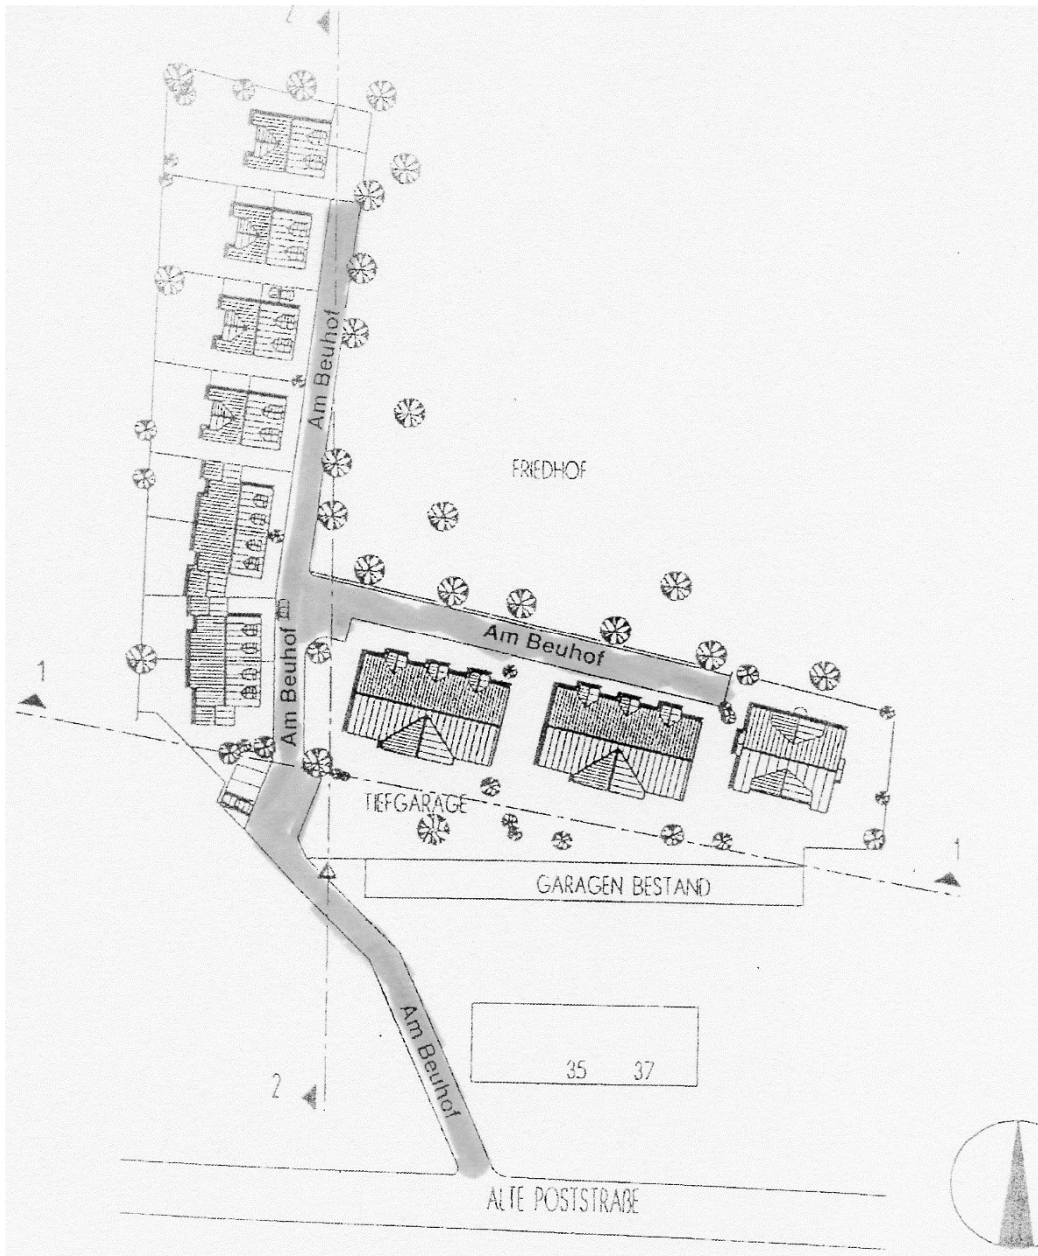 2
Am Beuhof
FRIEDHOF
Am Beuhof
Am Beuhof
1
TIEFGARAGE
1
GARAGEN BESTAND
Am Beuhof
35 37
2
ALTE POSTSTRAßE